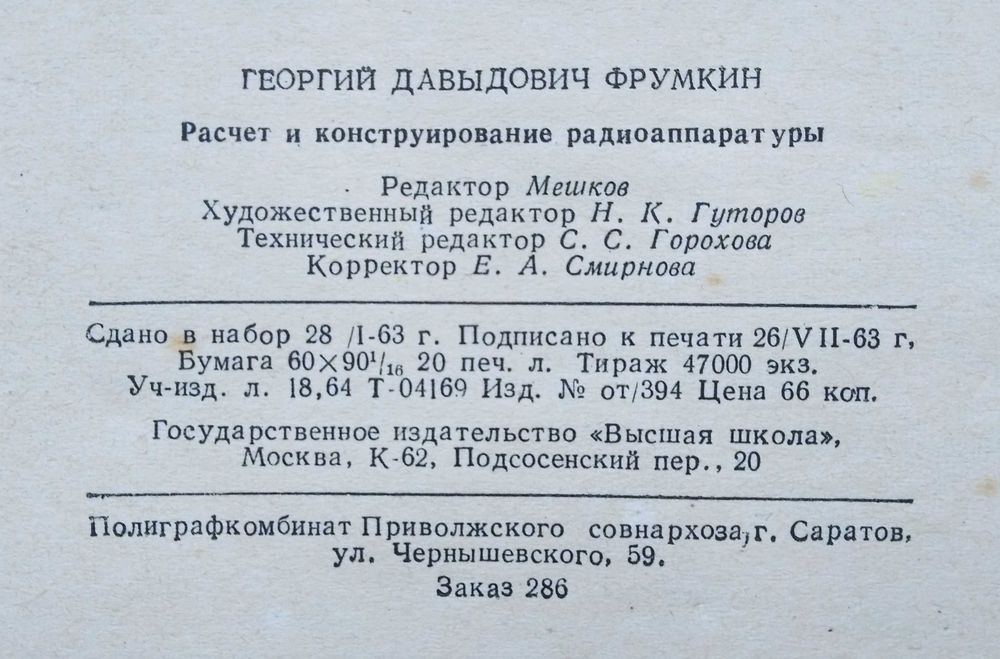 ГЕОРГИЙ ДАВЫДОВИЧ ФРУМКИН
Расчет и конструирование радиоаппаратуры
Редактор Мешков
Художественный редактор Н. К. Гуторов
Технический редактор С. С. Горохова
Корректор Е. А. Смирнова
Сдано в набор 28 /I-63 г. Подписано к печати 26/VII-63 г,
Бумага 60×90¹/₁₆ 20 печ. л. Тираж 47000 экз.
Уч-изд. л. 18,64 Т-04169 Изд. № от/394 Цена 66 коп.
Государственное издательство «Высшая школа»,
Москва, К-62, Подсосенский пер., 20
Полиграфкомбинат Приволжского совнархоза, г. Саратов,
ул. Чернышевского, 59.
Заказ 286